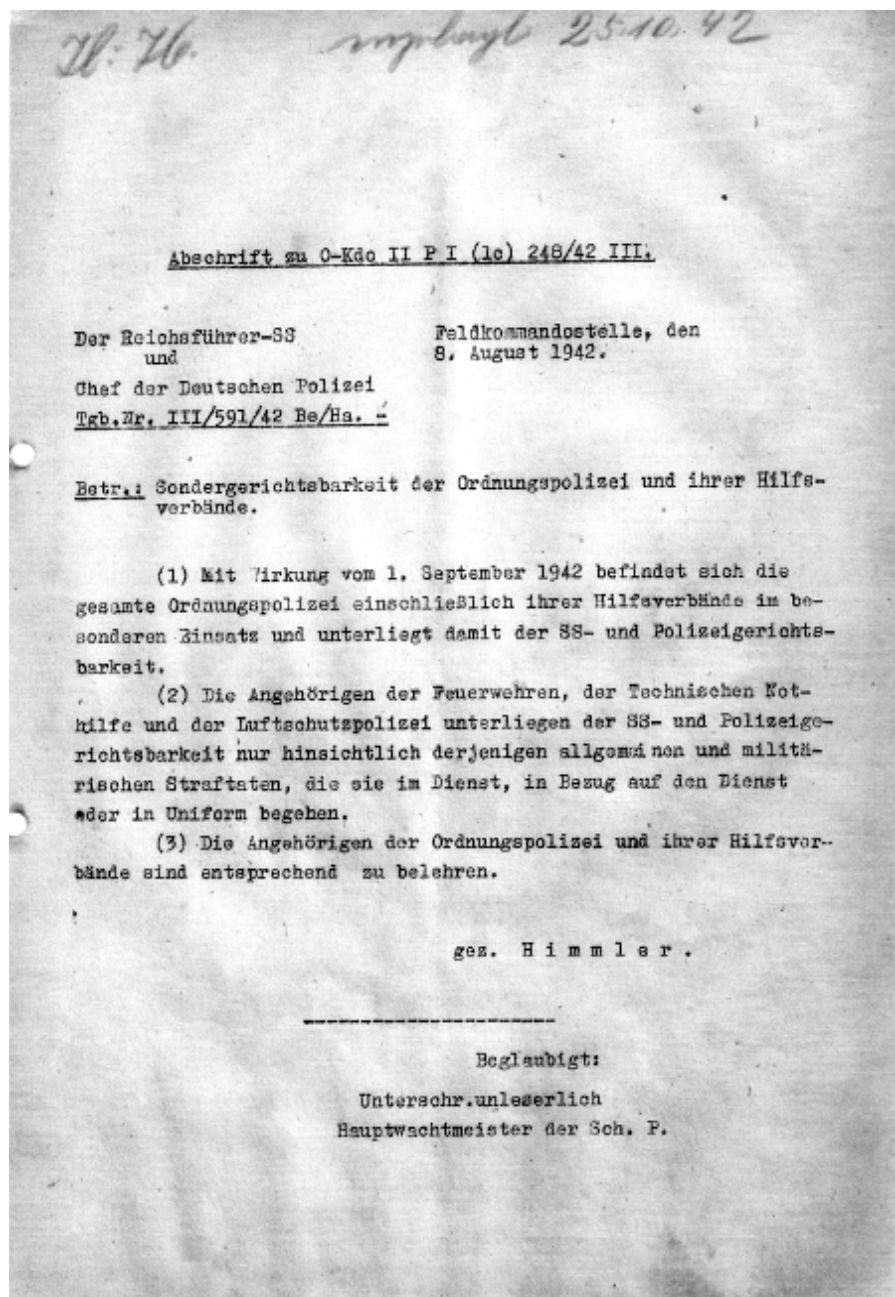 25.10.42
Abschrift zu O-Kdo II P I (1c) 248/42 III.
Der Reichsführer-SS
und
Chef der Deutschen Polizei
Tgb.Nr. III/591/42 Be/Ha. -
Feldkommandostelle, den
8. August 1942.
Betr.: Sondergerichtsbarkeit der Ordnungspolizei und ihrer Hilfs-
verbände.
(1) Mit Wirkung vom 1. September 1942 befindet sich die
gesamte Ordnungspolizei einschließlich ihrer Hilfsverbände im be-
sonderen Einsatz und unterliegt damit der SS- und Polizeigerichts-
barkeit.
(2) Die Angehörigen der Feuerwehren, der Technischen Not-
hilfe und der Luftschutzpolizei unterliegen der SS- und Polizeige-
richtsbarkeit nur hinsichtlich derjenigen allgemeinen und militä-
rischen Straftaten, die sie im Dienst, in Bezug auf den Dienst
oder in Uniform begehen.
(3) Die Angehörigen der Ordnungspolizei und ihrer Hilfsver-
bände sind entsprechend zu belehren.
gez. H i m m l e r .
Beglaubigt:
Unterschr.unleserlich
Hauptwachtmeister der Sch. P.